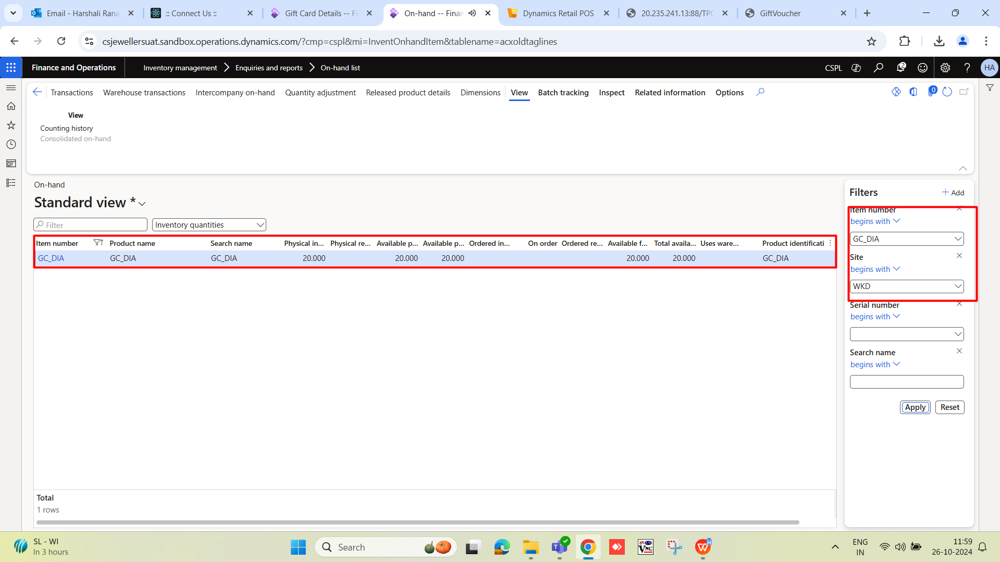 Email - Harshali Rana
:: Connect Us ::
Gift Card Details -- Fi
On-hand -- Finan
Dynamics Retail POS
20.235.241.13:88/TPC
GiftVoucher
csjewellersuat.sandbox.operations.dynamics.com/?cmp=cspl&mi=InventOnhandItem&tablename=acxoldtaglines
Finance and Operations
Inventory management > Enquiries and reports > On-hand list
CSPL
2
HA
Transactions Warehouse transactions Intercompany on-hand Quantity adjustment Released product details Dimensions View Batch tracking Inspect Related information Options
0
View
Counting history
Consolidated on-hand
On-hand
Standard view *
Filter
Inventory quantities
Item number Product name Search name Physical in... Physical re... Available p... Available p... Ordered in... On order Ordered re... Available f... Total availa... Uses ware... Product identificati
GC_DIA GC_DIA GC_DIA 20.000 20.000 20.000 20.000 20.000 GC_DIA
Total
1 rows
Filters
Add
Item number
begins with
GC_DIA
Site
begins with
WKD
Serial number
begins with
Search name
begins with
Apply Reset
SL - WI
In 3 hours
Search
VNC
ENG
IN
11:59
26-10-2024